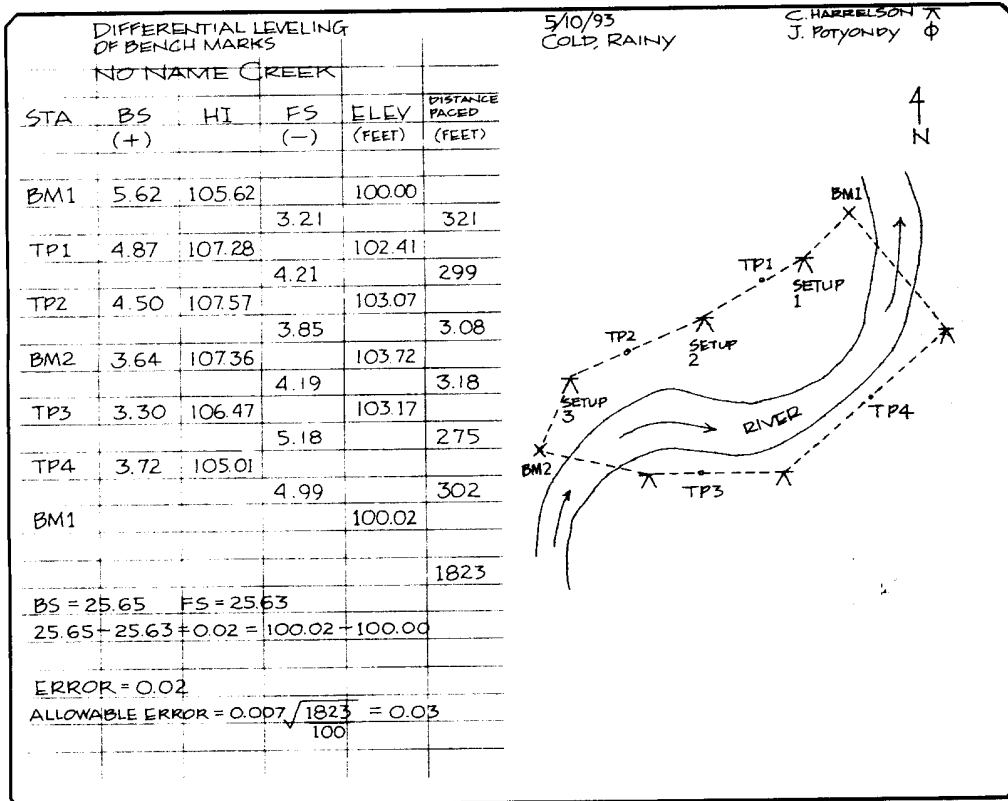 DIFFERENTIAL LEVELING
OF BENCH MARKS
NO NAME CREEK
5/10/93
COLD, RAINY
C. HARRELSON
J. POTYONDY
STA BS HI FS ELEV DISTANCE PACED
(+) (—) (FEET) (FEET)
BM1 5.62 105.62 100.00
3.21 321
TP1 4.87 107.28 102.41
4.21 299
TP2 4.50 107.57 103.07
3.85 3.08
BM2 3.64 107.36 103.72
4.19 3.18
TP3 3.30 106.47 103.17
5.18 275
TP4 3.72 105.01
4.99 302
BM1 100.02
1823
BS = 25.65 FS = 25.63
25.65 - 25.63 = 0.02 = 100.02 - 100.00
ERROR = 0.02
ALLOWABLE ERROR = 0.007 √1823/100 = 0.03
N
BM1
TP1
SETUP
1
SETUP
2
TP2
SETUP
3
RIVER
TP4
BM2
TP3